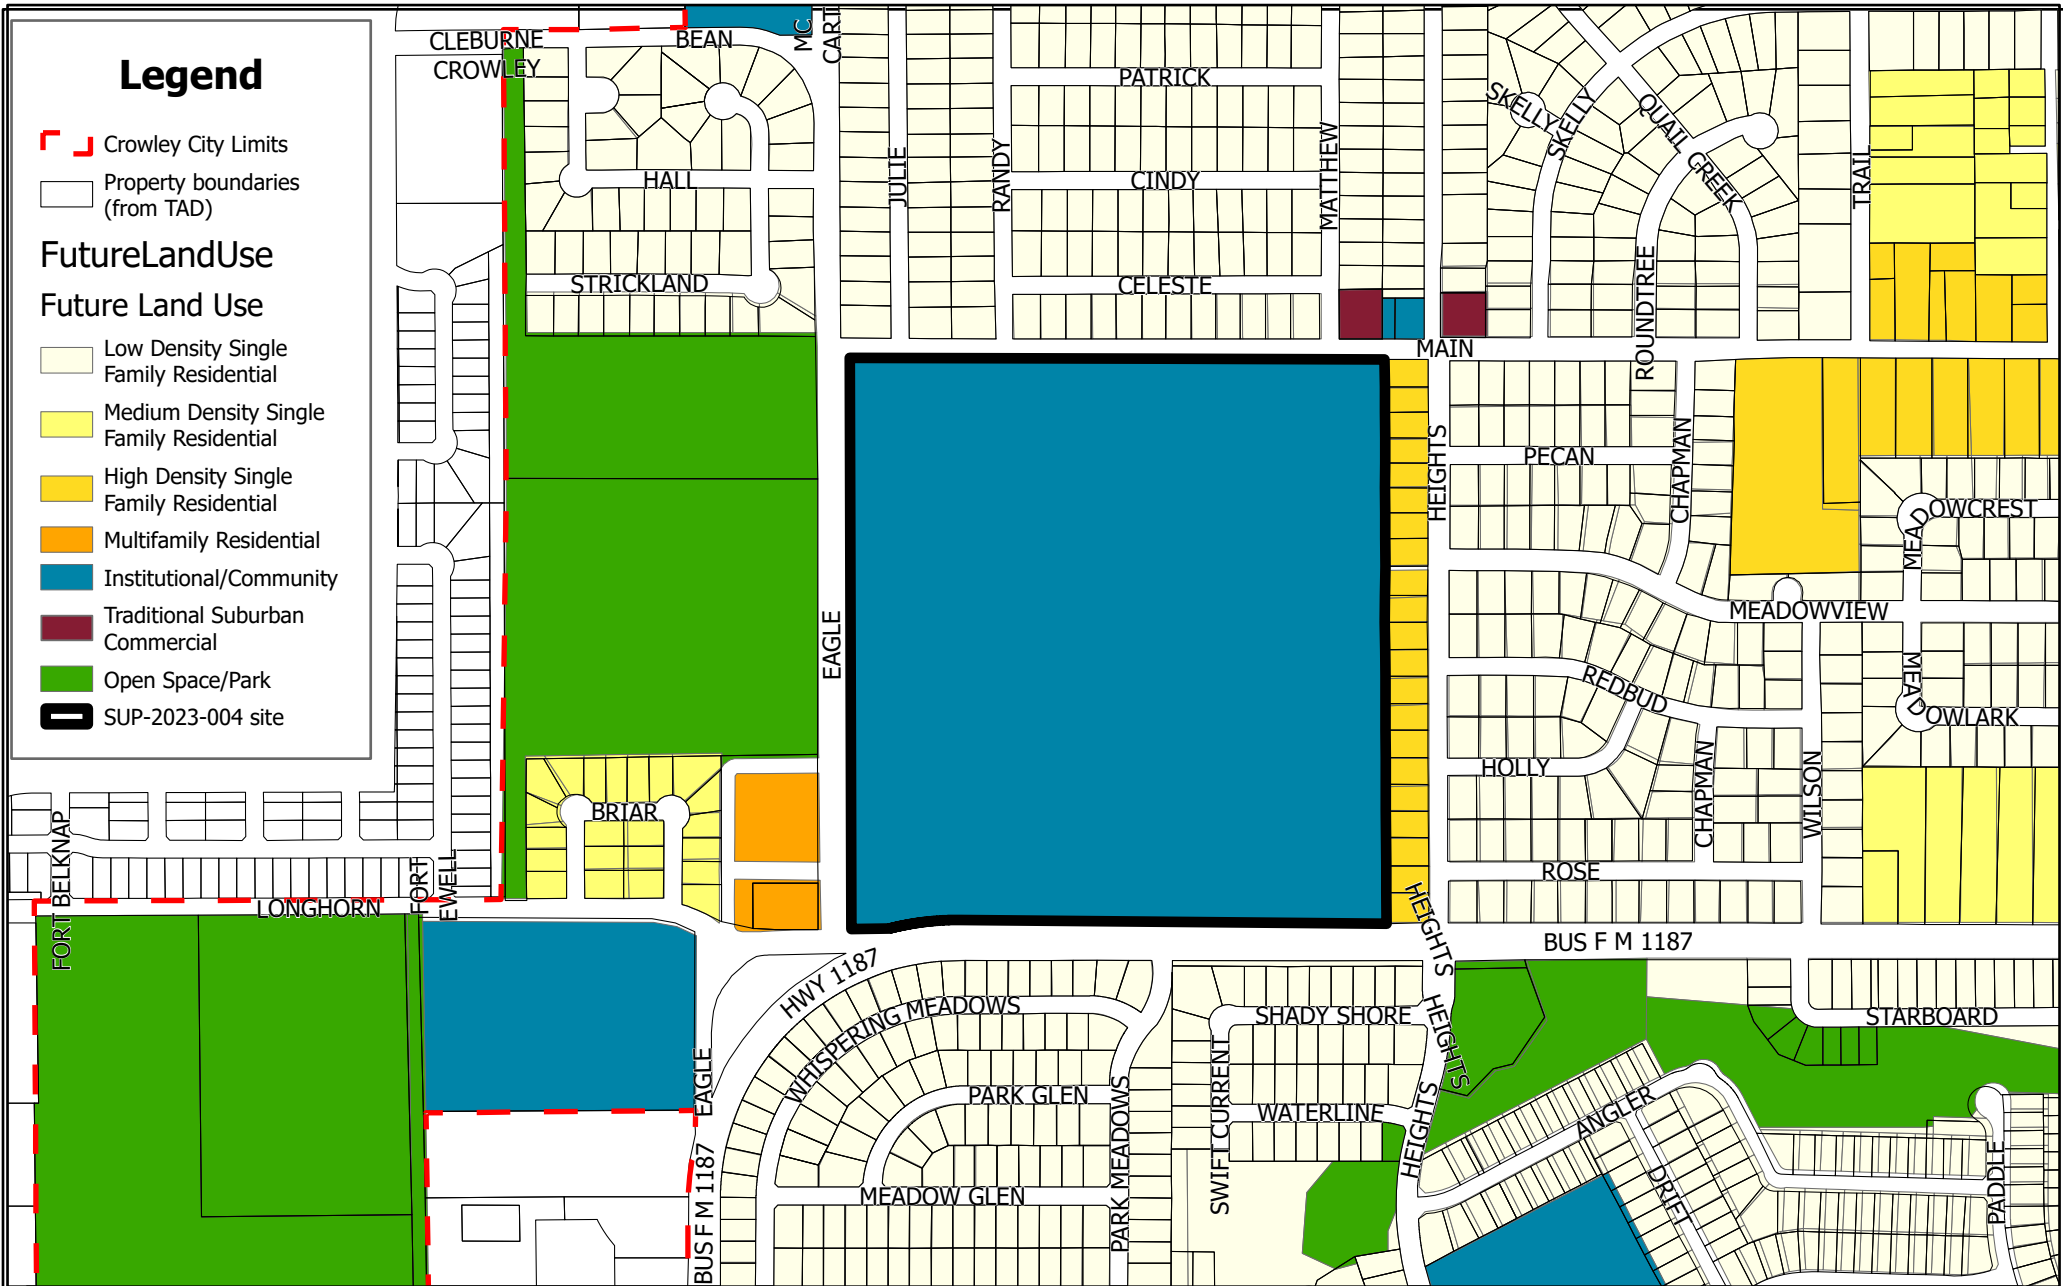 Legend
Crowley City Limits
Property boundaries
(from TAD)
FutureLandUse
Future Land Use
Low Density Single
Family Residential
Medium Density Single
Family Residential
High Density Single
Family Residential
Multifamily Residential
Institutional/Community
Traditional Suburban
Commercial
Open Space/Park
SUP-2023-004 site
CLEBURNE
CROWLEY
BEAN
MC
CART
PATRICK
SKELLY
SKELLY
QUAIL CREEK
JULIE
RANDY
MATTHEW
TRAIL
HALL
CINDY
STRICKLAND
CELESTE
ROUNDTREE
MAIN
HEIGHTS
PECAN
CHAPMAN
MEADOWCREST
EAGLE
MEADOWVIEW
REDBUD
MEADOWLARK
HOLLY
CHAPMAN
WILSON
BRIAR
ROSE
FORT BELKNAP
FORT
EWELL
LONGHORN
HEIGHTS
BUS F M 1187
HWY 1187
WHISPERING MEADOWS
SHADY SHORE
HEIGHTS
STARBOARD
EAGLE
PARK GLEN
SWIFT CURRENT
WATERLINE
ANGLER
PARK MEADOWS
HEIGHTS
MEADOW GLEN
DRIFT
PADDLE
BUS F M 1187